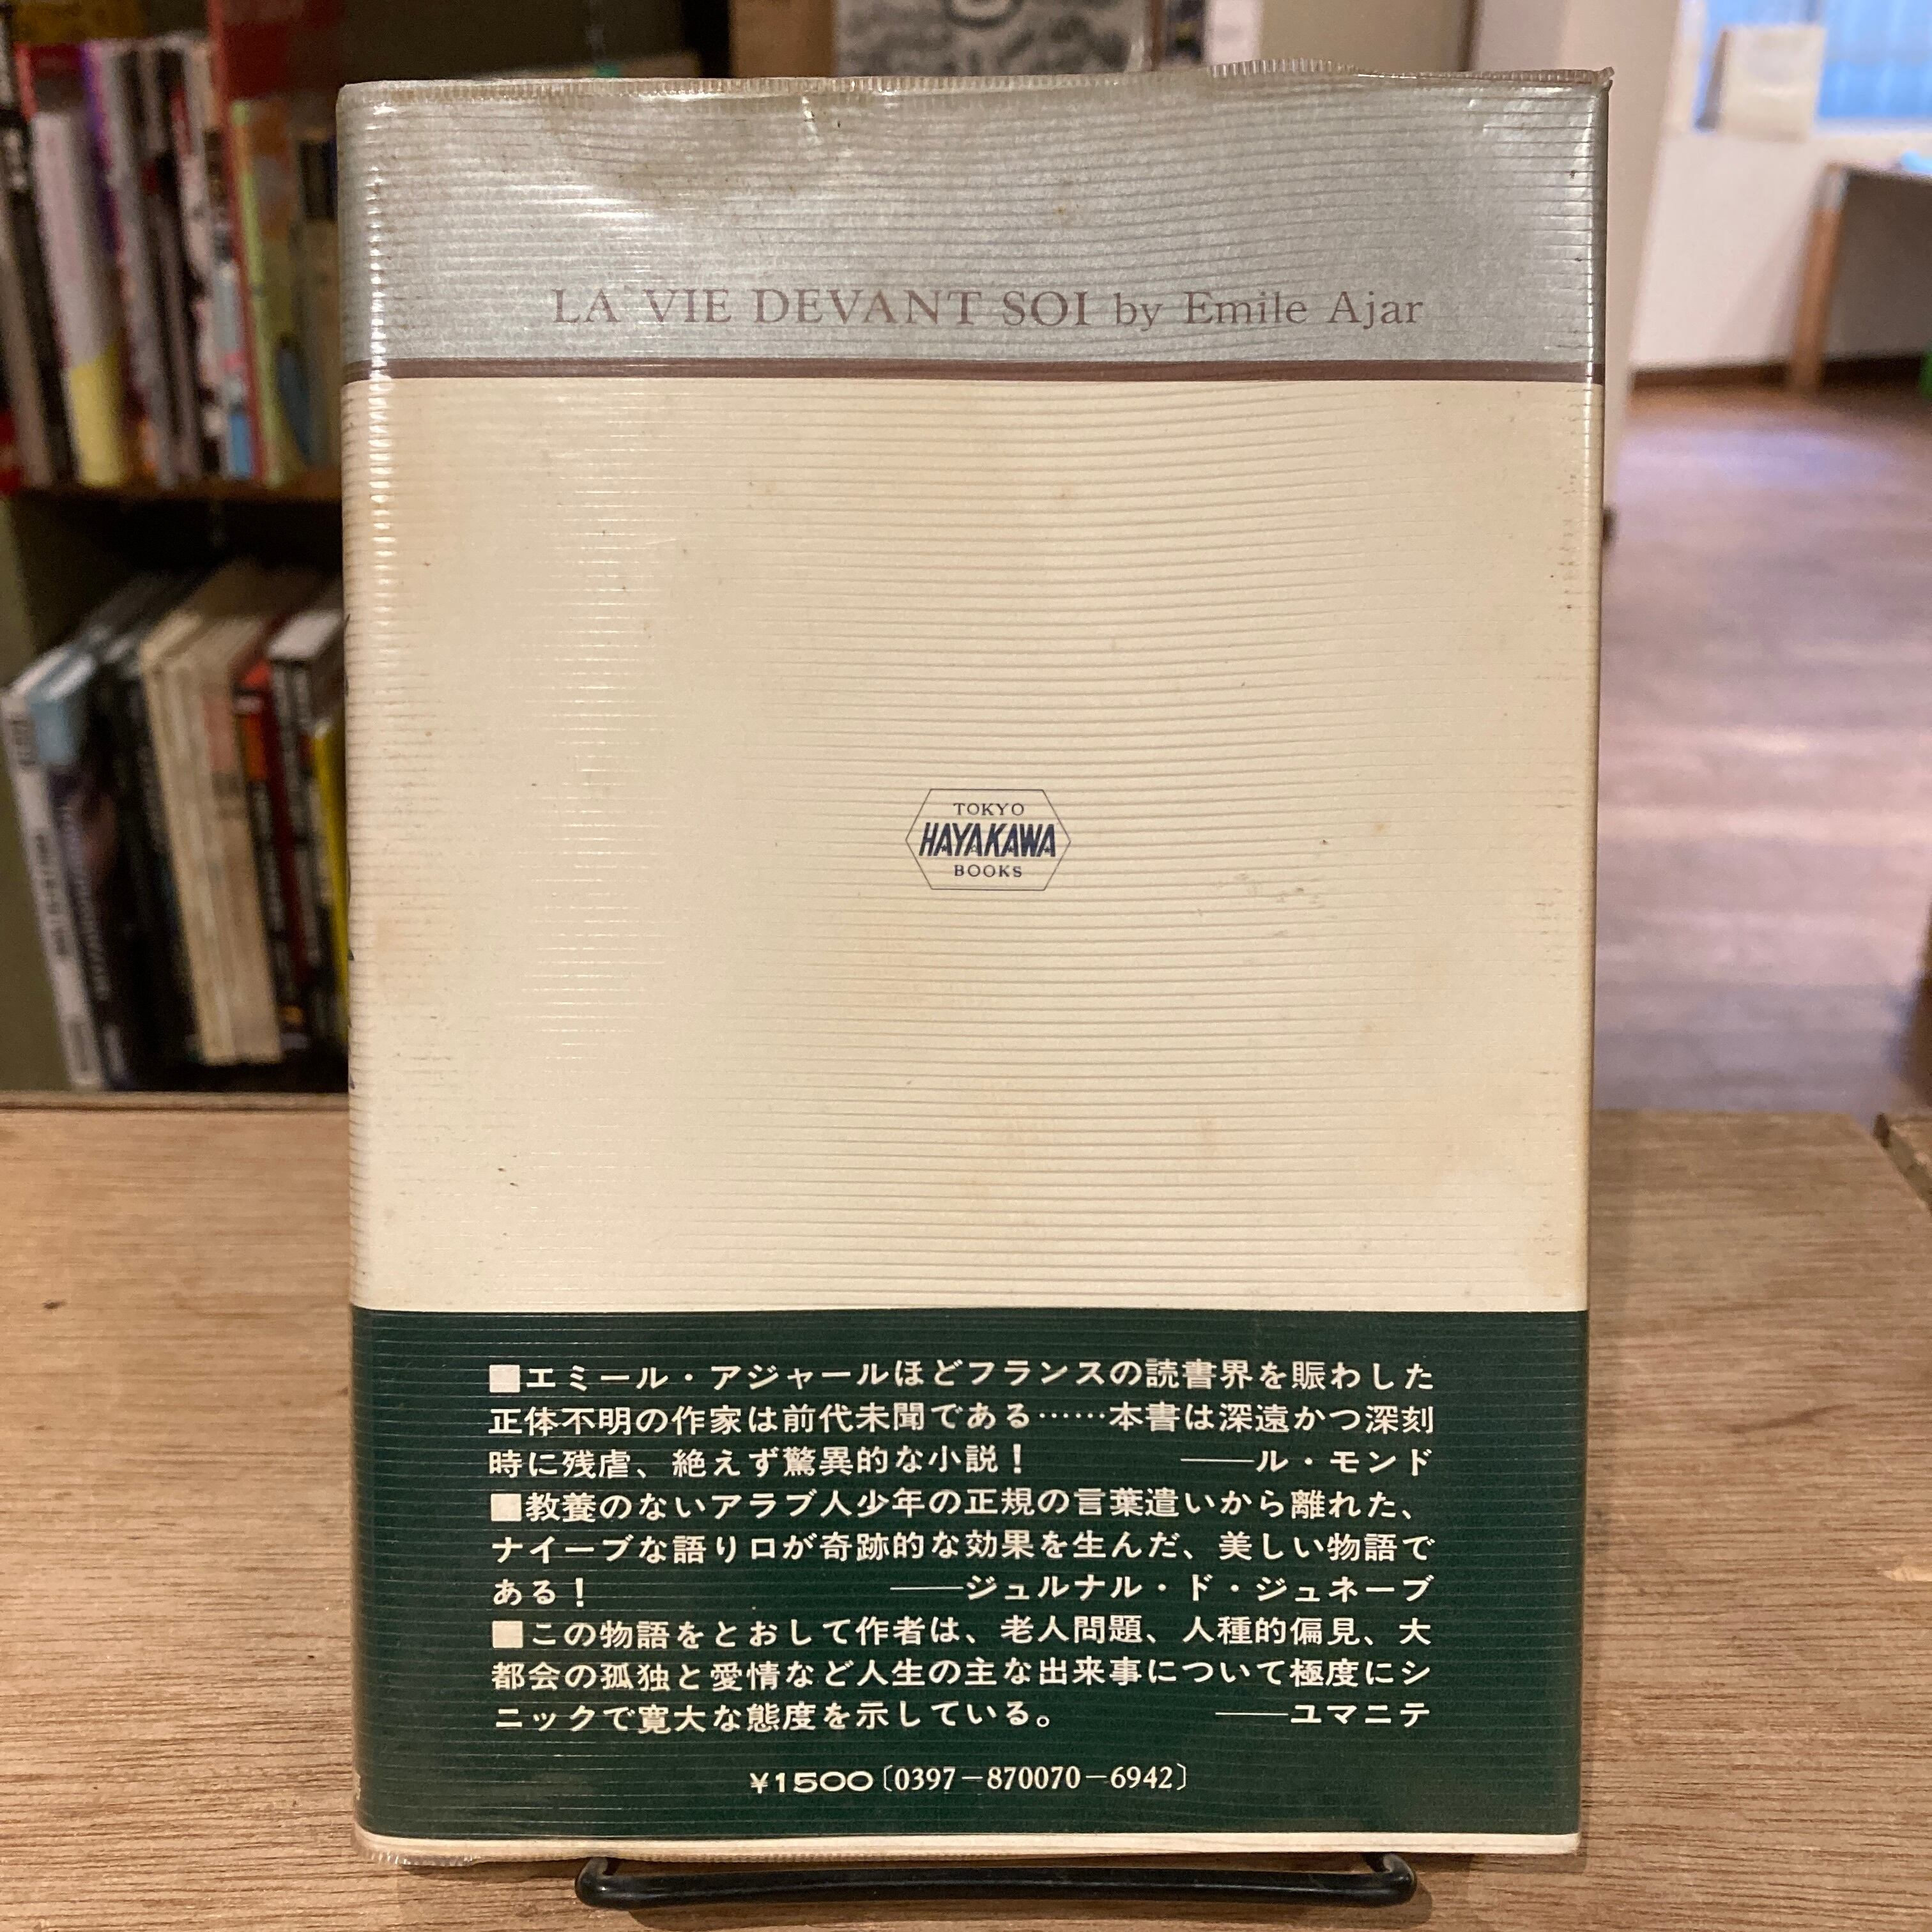 LA VIE DEVANT SOI by Emile Ajar
TOKYO
HAYAKAWA
BOOKS
■エミール・アジャールほどフランスの読書界を賑わした
正体不明の作家は前代未聞である……本書は深遠かつ深刻
時に残虐、絶えず驚異的な小説！ ――ル・モンド
■教養のないアラブ人少年の正規の言葉遣いから離れた、
ナイーブな語り口が奇跡的な効果を生んだ、美しい物語で
ある！ ――ジュルナル・ド・ジュネーブ
■この物語をとおして作者は、老人問題、人種的偏見、大
都会の孤独と愛情など人生の主な出来事について極度にシ
ニックで寛大な態度を示している。 ――ユマニテ
¥1500〔0397－870070－6942〕